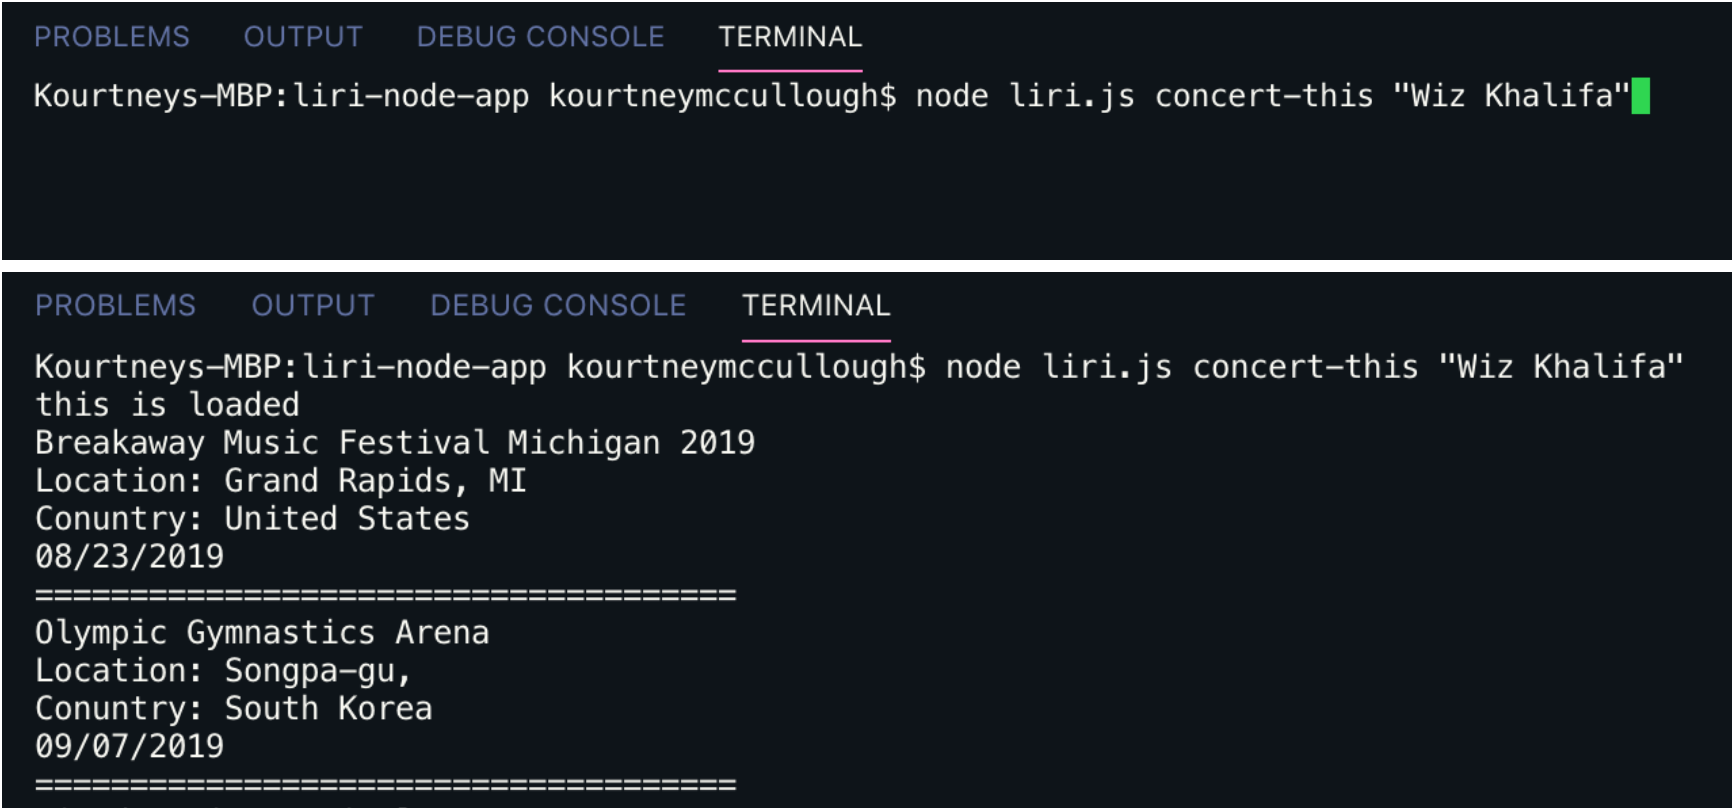 PROBLEMS OUTPUT DEBUG CONSOLE TERMINAL
Kourtneys-MBP:liri-node-app kourtneymccullough$ node liri.js concert-this "Wiz Khalifa"
PROBLEMS OUTPUT DEBUG CONSOLE TERMINAL
Kourtneys-MBP:liri-node-app kourtneymccullough$ node liri.js concert-this "Wiz Khalifa"
this is loaded
Breakaway Music Festival Michigan 2019
Location: Grand Rapids, MI
Conuntry: United States
08/23/2019
=====================================
Olympic Gymnastics Arena
Location: Songpa-gu,
Conuntry: South Korea
09/07/2019
=====================================